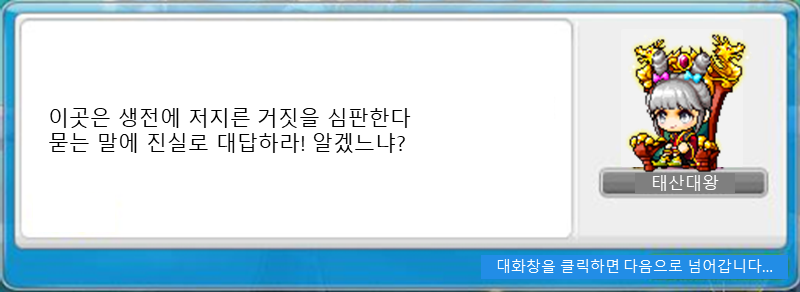 이곳은 생전에 저지른 거짓을 심판한다
묻는 말에 진실로 대답하라! 알겠느냐?
태산대왕
대화창을 클릭하면 다음으로 넘어갑니다...